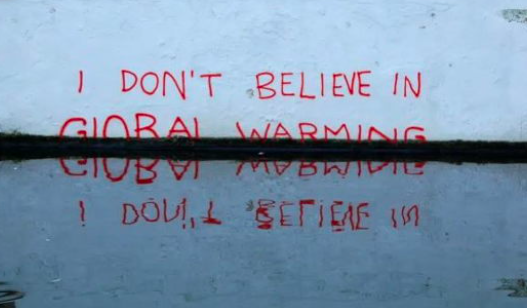 I DON'T BELIEVE IN
GLOBAL WARMING